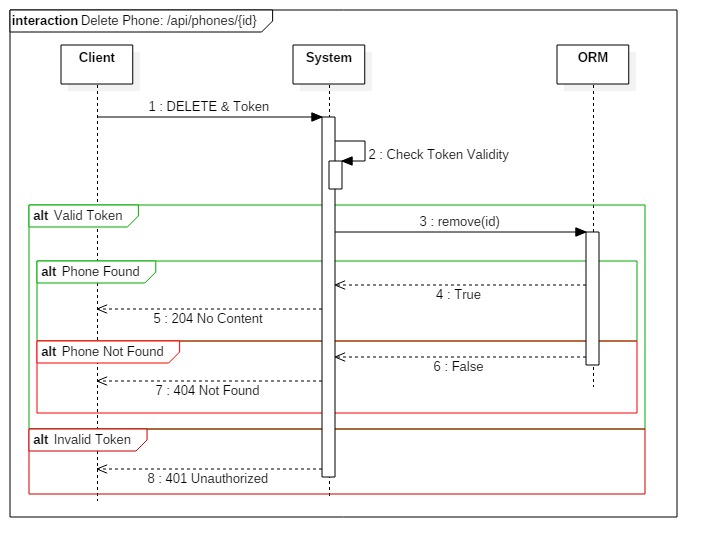 interaction Delete Phone: /api/phones/{id}
Client
System
ORM
1 : DELETE & Token
2 : Check Token Validity
alt Valid Token
3 : remove(id)
alt Phone Found
4 : True
5 : 204 No Content
alt Phone Not Found
6 : False
7 : 404 Not Found
alt Invalid Token
8 : 401 Unauthorized